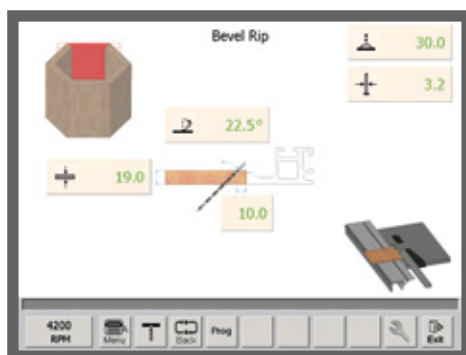 Bevel Rip
30.0
3.2
22.5°
19.0
10.0
4200
RPM
Menu
Back
Prog
Exit